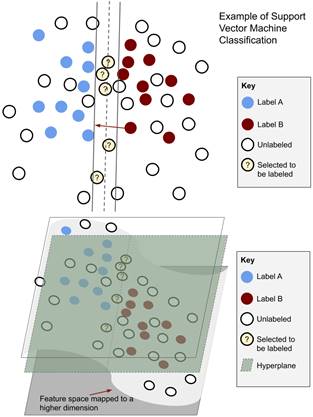 Example of Support
Vector Machine
Classification
?
?
?
?
?
Key
Label A
Label B
Unlabeled
? Selected to
be labeled
?
?
?
Key
Label A
Label B
Unlabeled
? Selected to
be labeled
Hyperplane
Feature space mapped to a
higher dimension